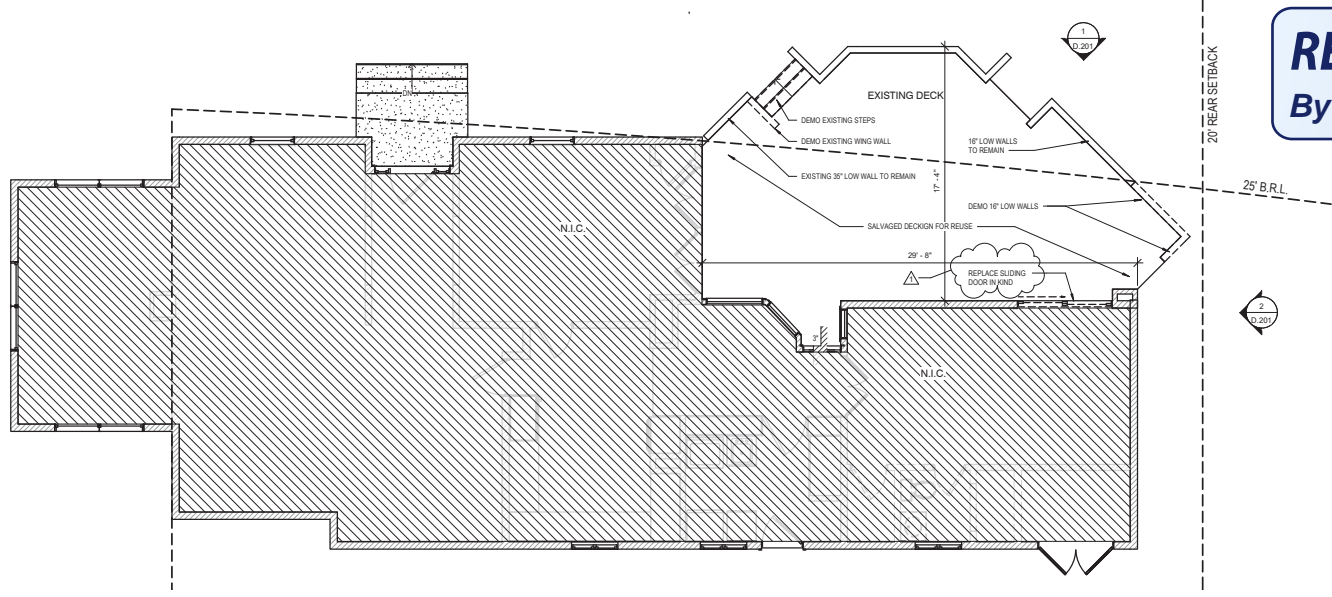 1
D.201
RE
By
20' REAR SETBACK
EXISTING DECK
DN
DEMO EXISTING STEPS
DEMO EXISTING WING WALL
16" LOW WALLS
TO REMAIN
EXISTING 35" LOW WALL TO REMAIN
17' - 4"
25' B.R.L.
DEMO 16" LOW WALLS
SALVAGED DECKIGN FOR REUSE
N.I.C.
29' - 8"
1
REPLACE SLIDING
DOOR IN KIND
2
D.201
3"
N.I.C.